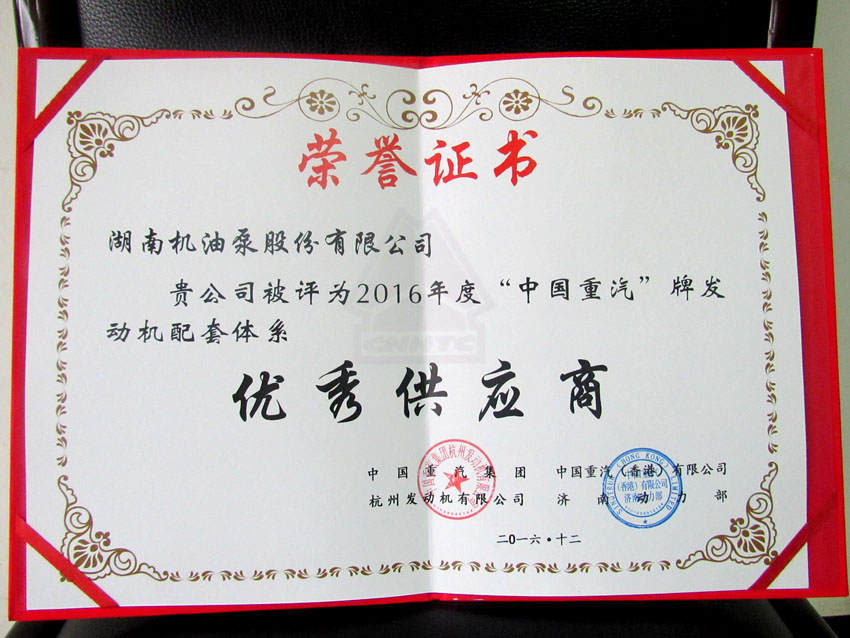 荣誉证书
湖南机油泵股份有限公司
贵公司被评为2016年度“中国重汽”牌发
动机配套体系
CNHTC
优秀供应商
中国重汽集团
杭州发动机有限公司
中国重汽（香港）有限公司
济南动力部
二〇一六·十二